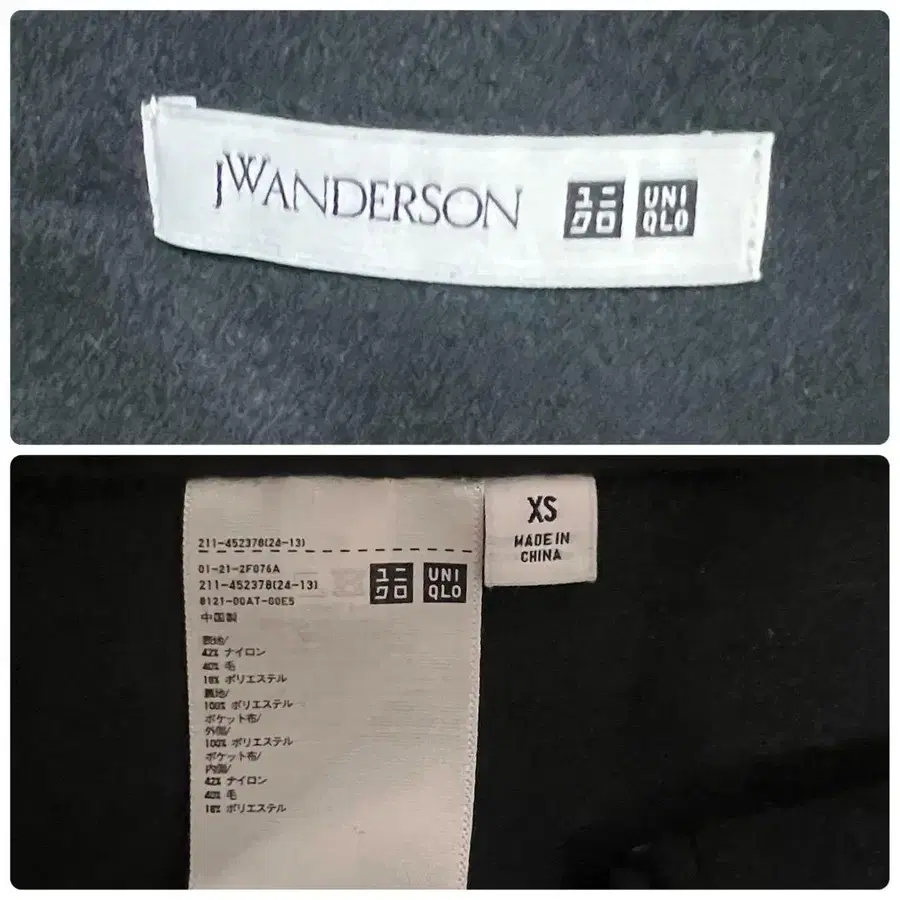 JWANDERSON
ユニ
クロ
UNI
QLO
211-452378(24-13)
01-21-2F076A
211-452378(24-13)
8121-00AT-00E5
中国製
ユニ
クロ
UNI
QLO
表地/
42% ナイロン
40% 毛
18% ポリエステル
裏地/
100% ポリエステル
ポケット布/
外側/
100% ポリエステル
ポケット布/
内側/
42% ナイロン
40% 毛
18% ポリエステル
XS
MADE IN
CHINA